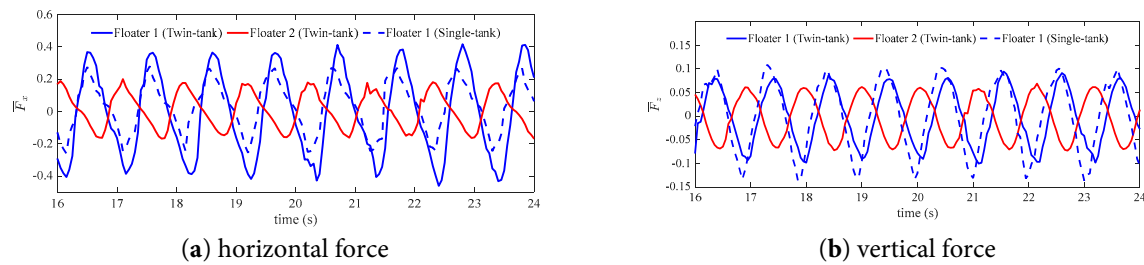 0.6
Floater 1 (Twin-tank) Floater 2 (Twin-tank) Floater 1 (Single-tank)
0.4
0.2
0
-0.2
-0.4
F̅x
16 17 18 19 20 21 22 23 24
time (s)
(a) horizontal force
0.15
Floater 1 (Twin-tank) Floater 2 (Twin-tank) Floater 1 (Single-tank)
0.1
0.05
0
-0.05
-0.1
-0.15
F̅z
16 17 18 19 20 21 22 23 24
time (s)
(b) vertical force